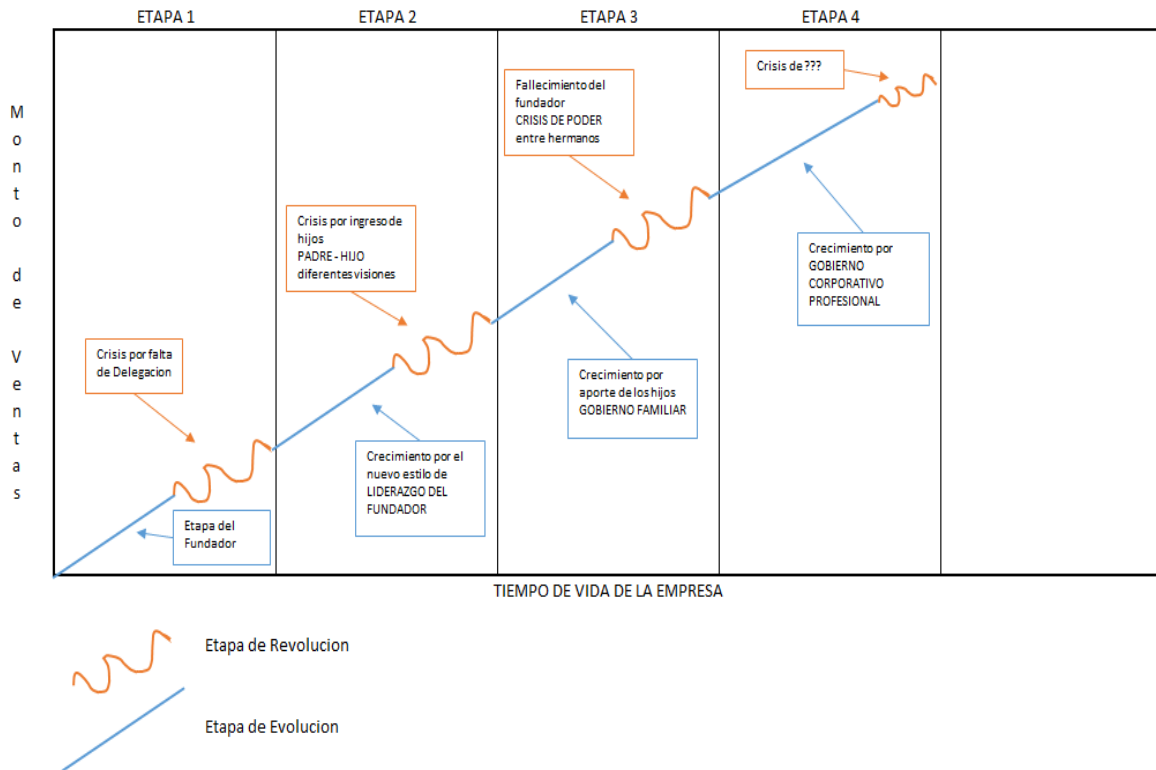 ETAPA 1
ETAPA 2
ETAPA 3
ETAPA 4
Monto de Ventas
Crisis por falta
de Delegacion
Etapa del
Fundador
Crisis por ingreso de
hijos
PADRE - HIJO
diferentes visiones
Crecimiento por el
nuevo estilo de
LIDERAZGO DEL
FUNDADOR
Fallecimiento del
fundador
CRISIS DE PODER
entre hermanos
Crecimiento por
aporte de los hijos
GOBIERNO FAMILIAR
Crisis de ???
Crecimiento por
GOBIERNO
CORPORATIVO
PROFESIONAL
TIEMPO DE VIDA DE LA EMPRESA
Etapa de Revolucion
Etapa de Evolucion